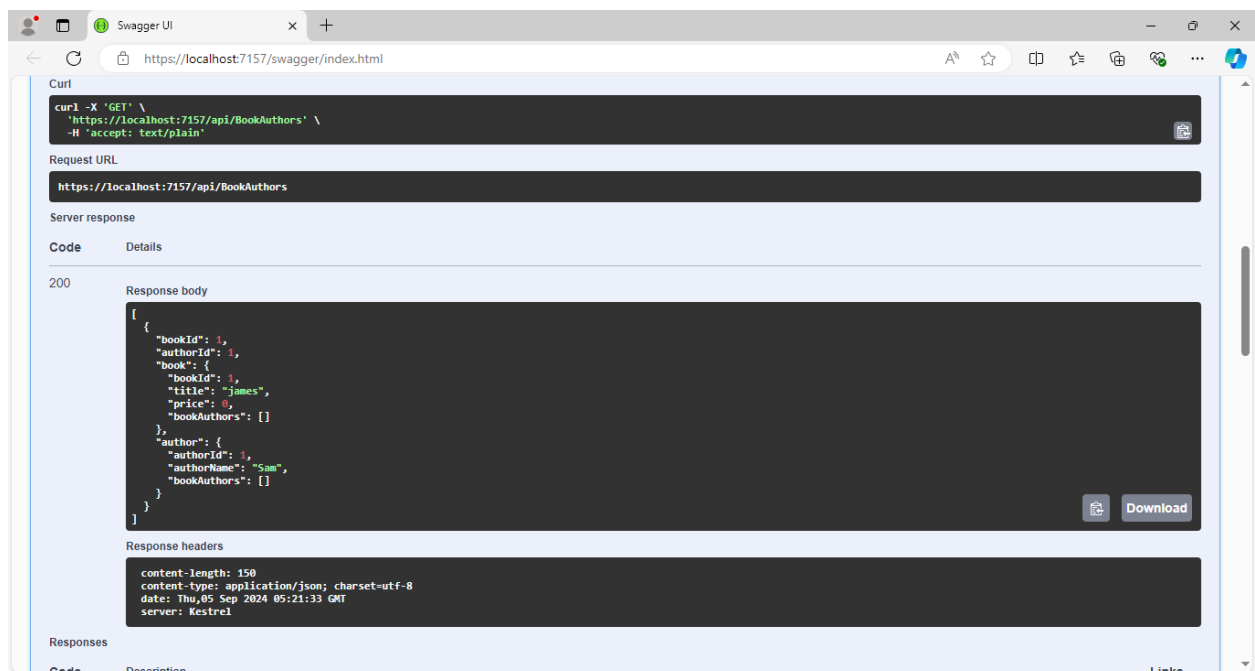 Swagger UI
https://localhost:7157/swagger/index.html
Curl
curl -X 'GET' \
'https://localhost:7157/api/BookAuthors' \
-H 'accept: text/plain'
Request URL
https://localhost:7157/api/BookAuthors
Server response
Code Details
200
Response body
[
{
"bookId": 1,
"authorId": 1,
"book": {
"bookId": 1,
"title": "james",
"price": 0,
"bookAuthors": []
},
"author": {
"authorId": 1,
"authorName": "Sam",
"bookAuthors": []
}
}
]
Download
Response headers
content-length: 150
content-type: application/json; charset=utf-8
date: Thu,05 Sep 2024 05:21:33 GMT
server: Kestrel
Responses
Code Description Links